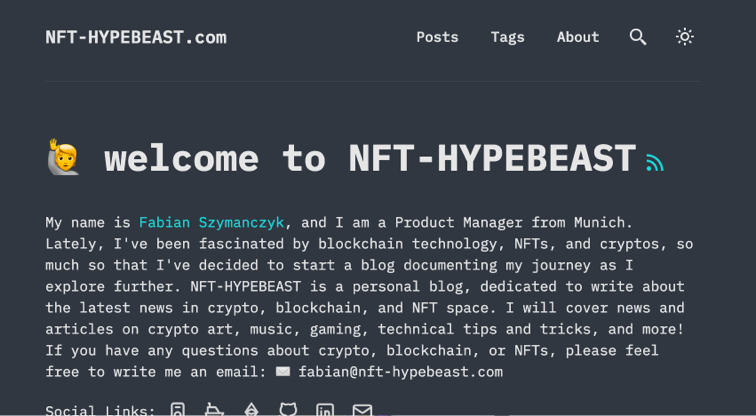 NFT-HYPEBEAST.com Posts Tags About
welcome to NFT-HYPEBEAST
My name is Fabian Szymanczyk, and I am a Product Manager from Munich.
Lately, I've been fascinated by blockchain technology, NFTs, and cryptos, so
much so that I've decided to start a blog documenting my journey as I
explore further. NFT-HYPEBEAST is a personal blog, dedicated to write about
the latest news in crypto, blockchain, and NFT space. I will cover news and
articles on crypto art, music, gaming, technical tips and tricks, and more!
If you have any questions about crypto, blockchain, or NFTs, please feel
free to write me an email: fabian@nft-hypebeast.com
Social Links: